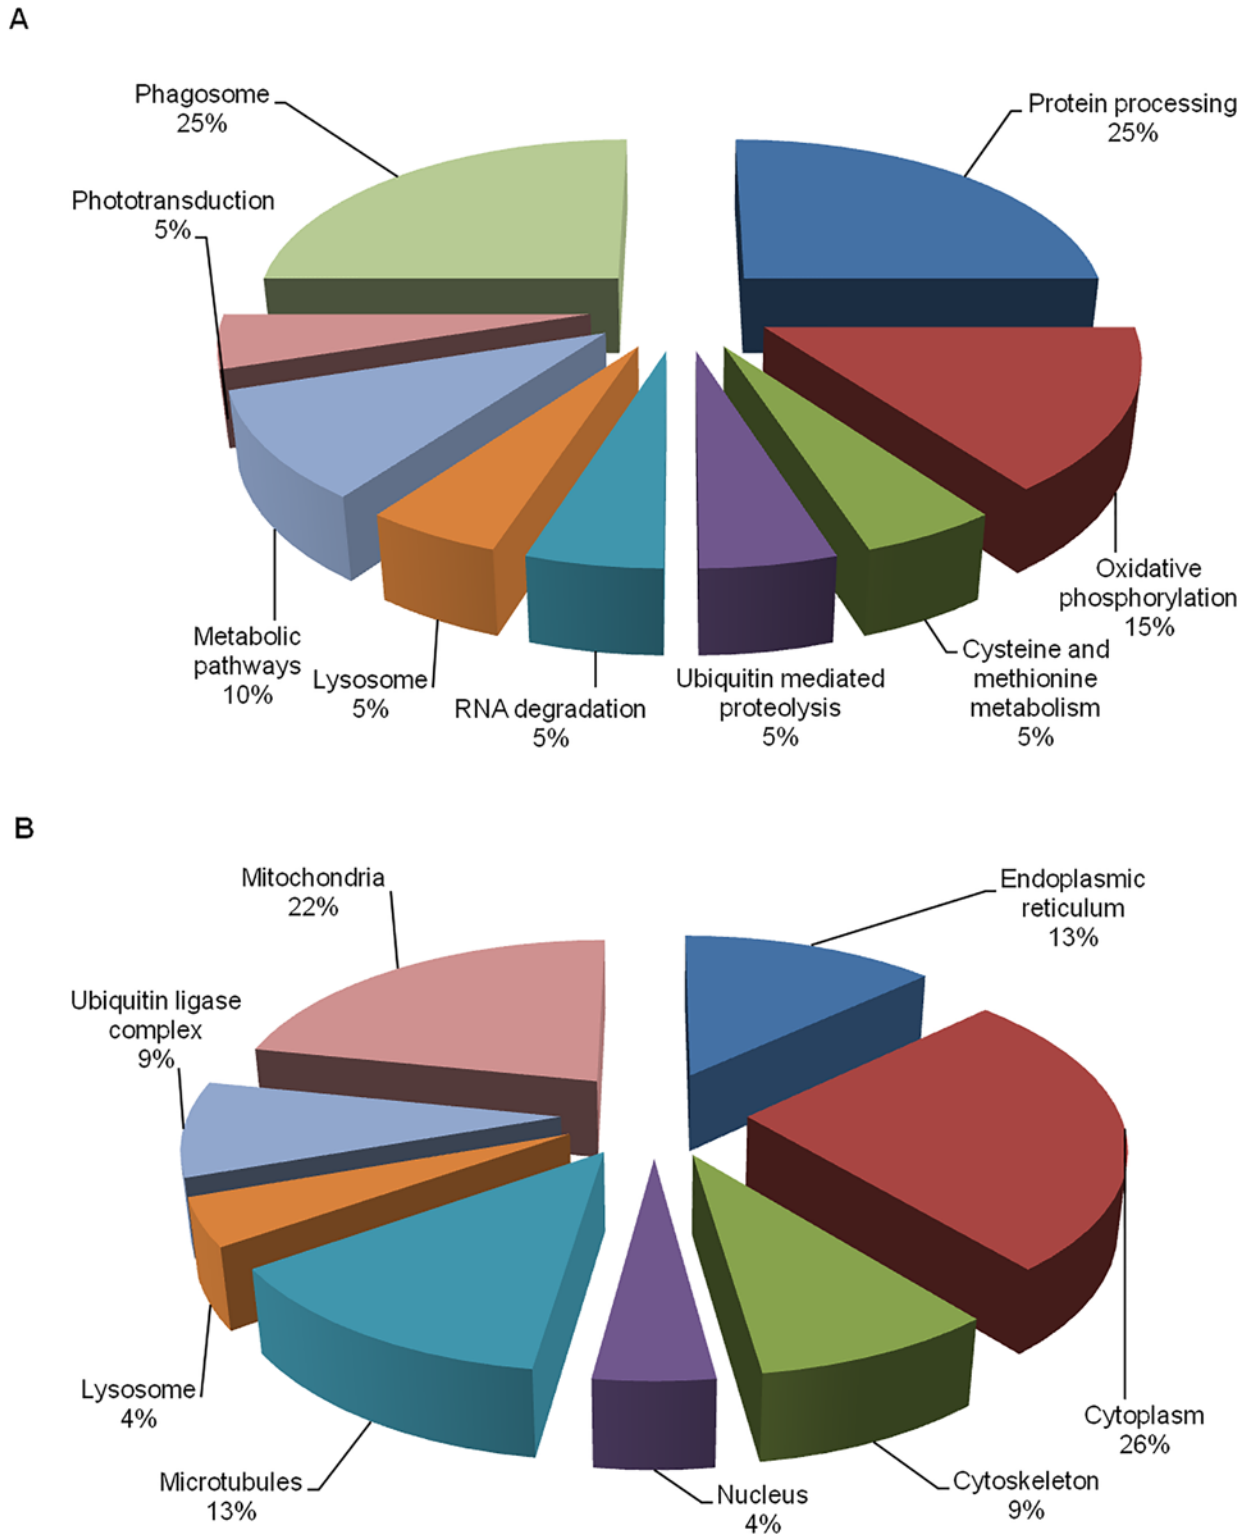 A
Phagosome
25%
Protein processing
25%
Phototransduction
5%
Oxidative
phosphorylation
15%
Metabolic
pathways
10%
Lysosome
5%
RNA degradation
5%
Ubiquitin mediated
proteolysis
5%
Cysteine and
methionine
metabolism
5%
B
Mitochondria
22%
Endoplasmic
reticulum
13%
Ubiquitin ligase
complex
9%
Lysosome
4%
Cytoplasm
26%
Microtubules
13%
Nucleus
4%
Cytoskeleton
9%